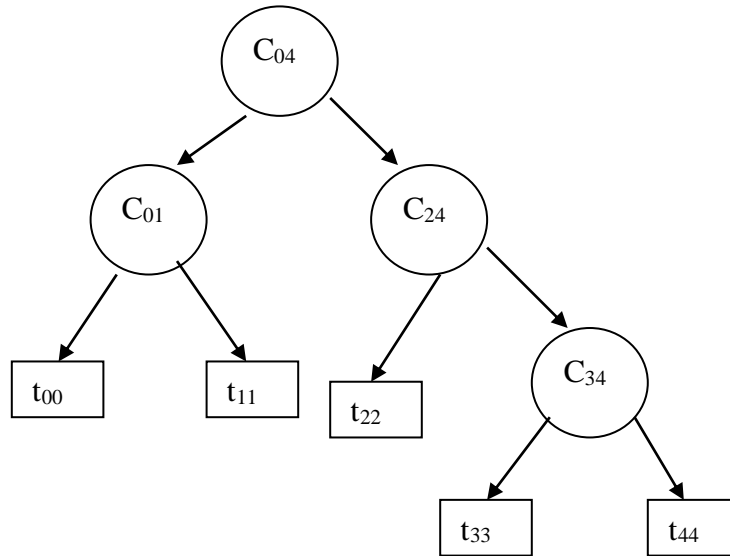 C₀₄
C₀₁
C₂₄
t₀₀
t₁₁
t₂₂
C₃₄
t₃₃
t₄₄